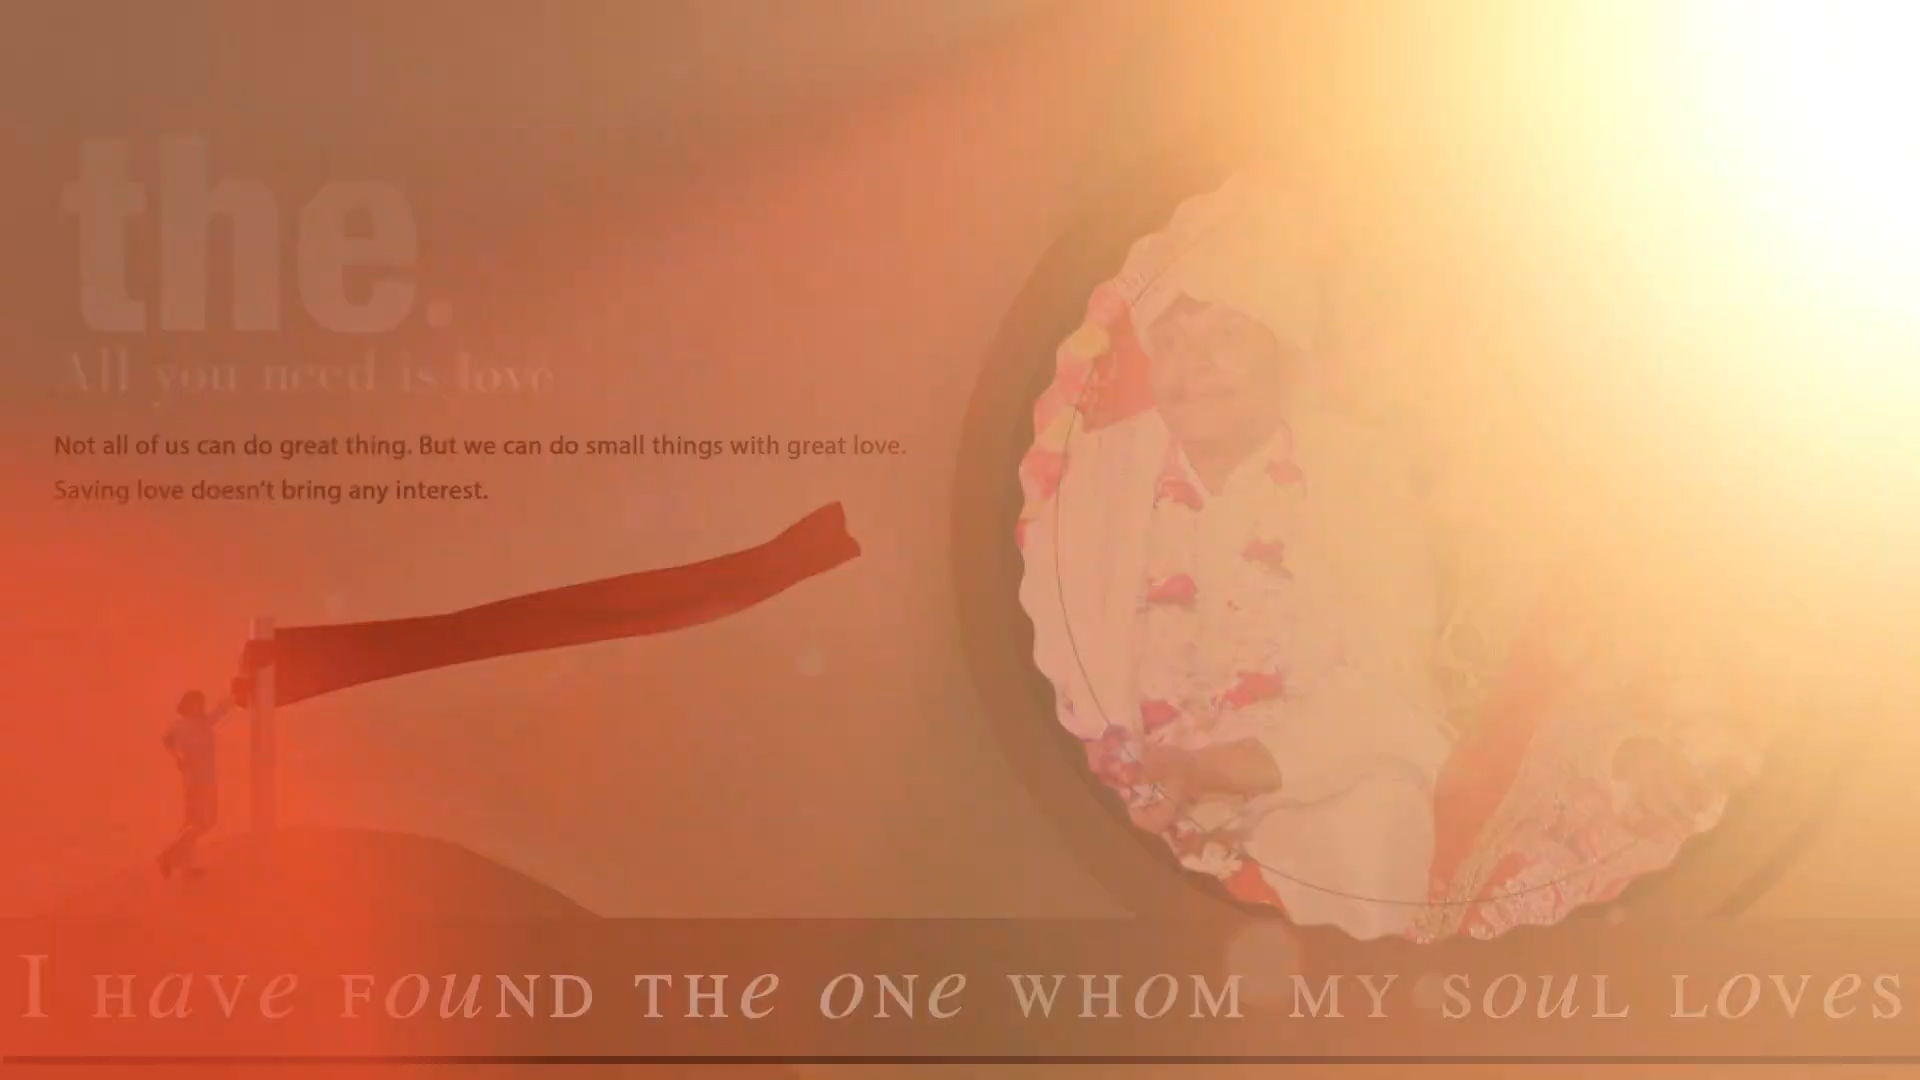 the.
All you need is love
Not all of us can do great thing. But we can do small things with great love.
Saving love doesn't bring any interest.
I HaVe FouND THe oNe WHoM MY SouL LoVeS